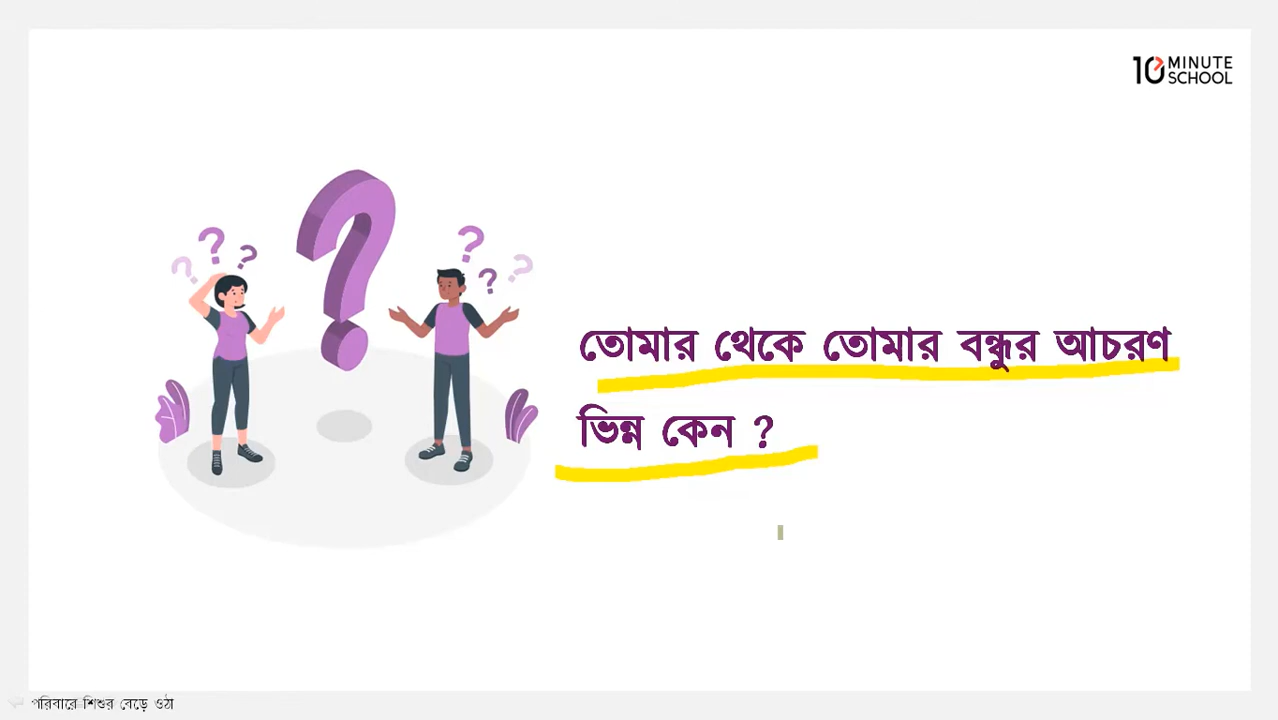 10 MINUTE
SCHOOL
তোমার থেকে তোমার বন্ধুর আচরণ
ভিন্ন কেন ?
পরিবারে শিশুর বেড়ে ওঠা